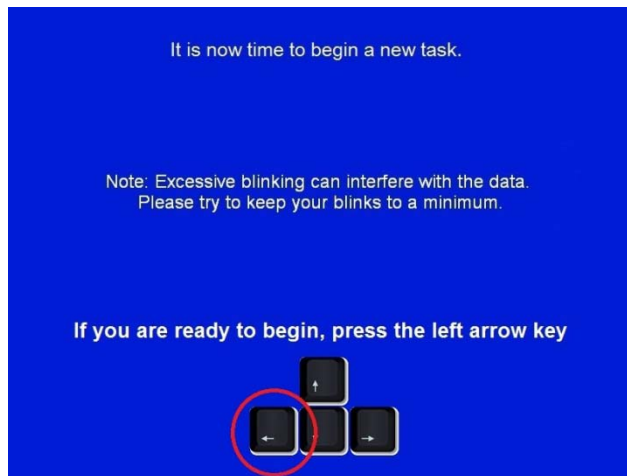 It is now time to begin a new task.
Note: Excessive blinking can interfere with the data.
Please try to keep your blinks to a minimum.
If you are ready to begin, press the left arrow key
↑
← →